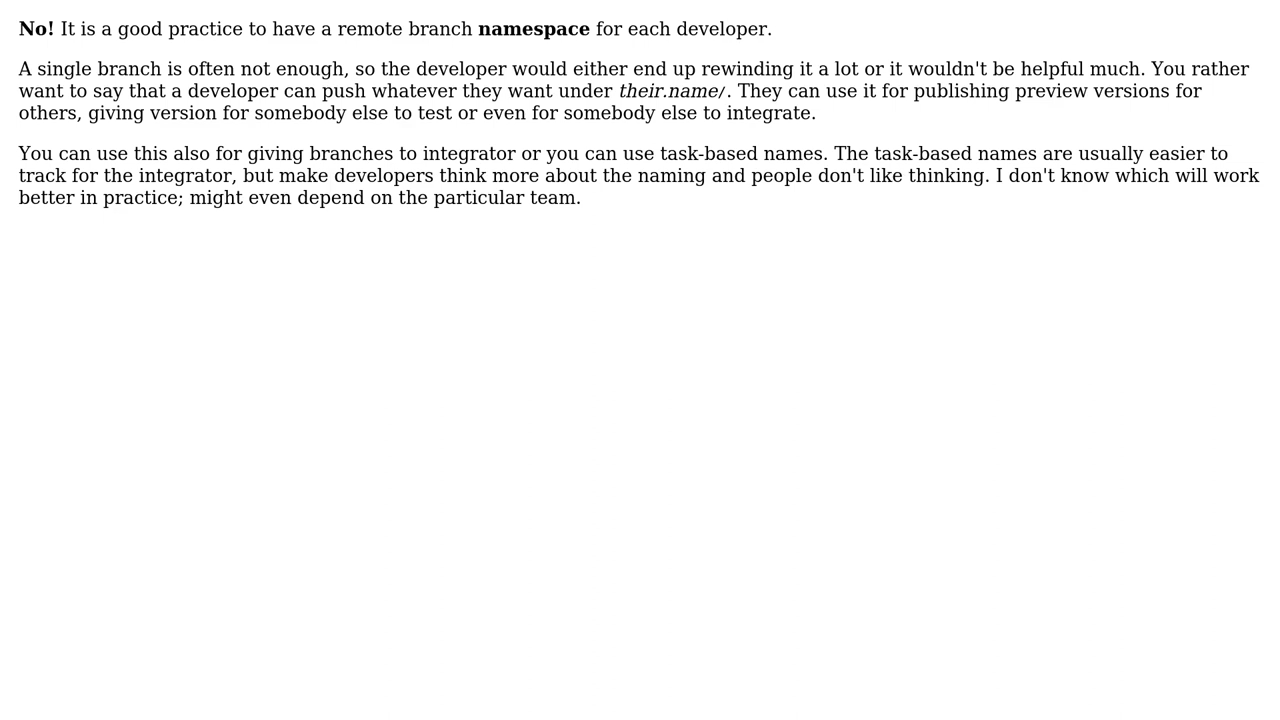 No! It is a good practice to have a remote branch namespace for each developer.
A single branch is often not enough, so the developer would either end up rewinding it a lot or it wouldn't be helpful much. You rather
want to say that a developer can push whatever they want under their.name/. They can use it for publishing preview versions for
others, giving version for somebody else to test or even for somebody else to integrate.
You can use this also for giving branches to integrator or you can use task-based names. The task-based names are usually easier to
track for the integrator, but make developers think more about the naming and people don't like thinking. I don't know which will work
better in practice; might even depend on the particular team.